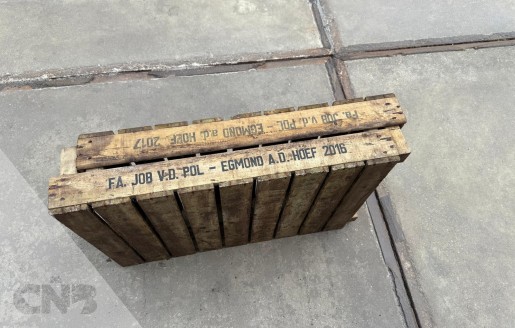 Fa. JOB v.d. POL EGMOND a.d. HOEF 2017
FA. JOB V.D. POL - EGMOND A.D. HOEF 2016
CNB